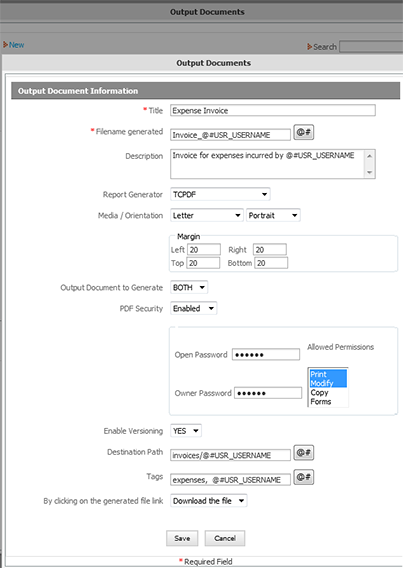 Output Documents
New
Search
Output Documents
Output Document Information
* Title Expense Invoice
* Filename generated Invoice_@#USR_USERNAME @#
Description Invoice for expenses incurred by @#USR_USERNAME
Report Generator TCPDF
Media / Orientation Letter Portrait
Margin
Left 20 Right 20
Top 20 Bottom 20
Output Document to Generate BOTH
PDF Security Enabled
Allowed Permissions
Open Password ••••••
Print
Modify
Owner Password •••••• Copy
Forms
Enable Versioning YES
Destination Path invoices/@#USR_USERNAME @#
Tags expenses, @#USR_USERNAME @#
By clicking on the generated file link Download the file
Save Cancel
* Required Field